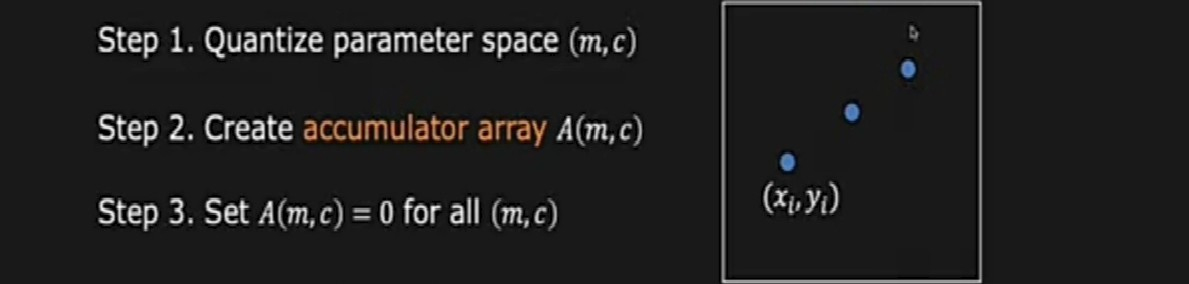 Step 1. Quantize parameter space (m, c)
Step 2. Create accumulator array A(m, c)
Step 3. Set A(m, c) = 0 for all (m, c)
(xᵢ, yᵢ)